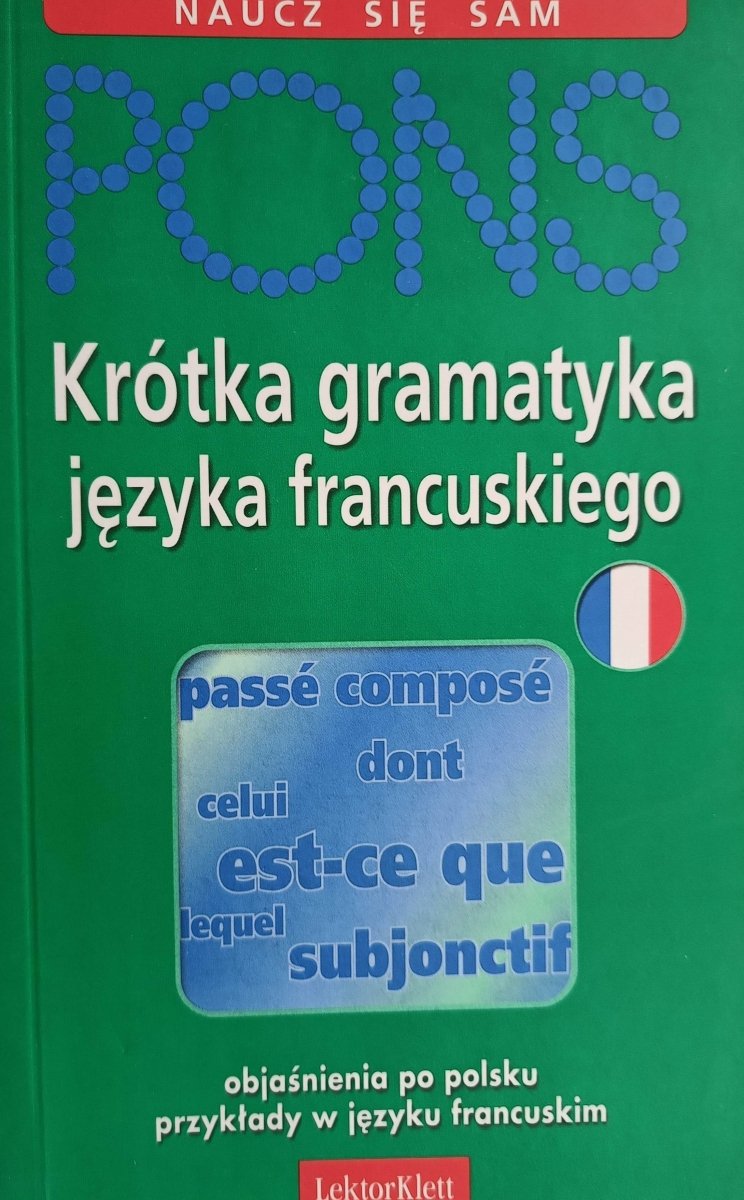 NAUCZ SIĘ SAM
PONS
Krótka gramatyka
języka francuskiego
passé composé
dont
celui
est-ce que
lequel
subjonctif
objaśnienia po polsku
przykłady w języku francuskim
LektorKlett